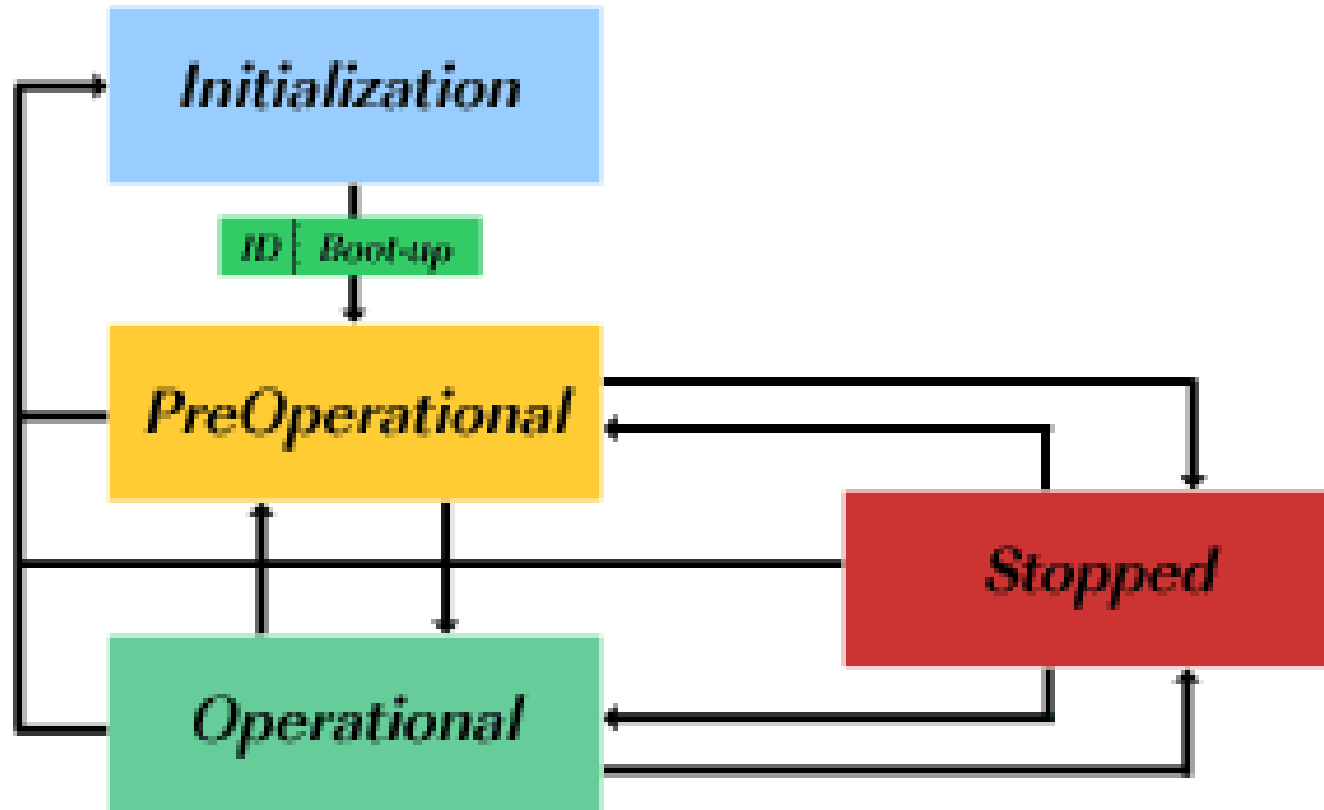 Initialization
ID Boot-up
PreOperational
Stopped
Operational